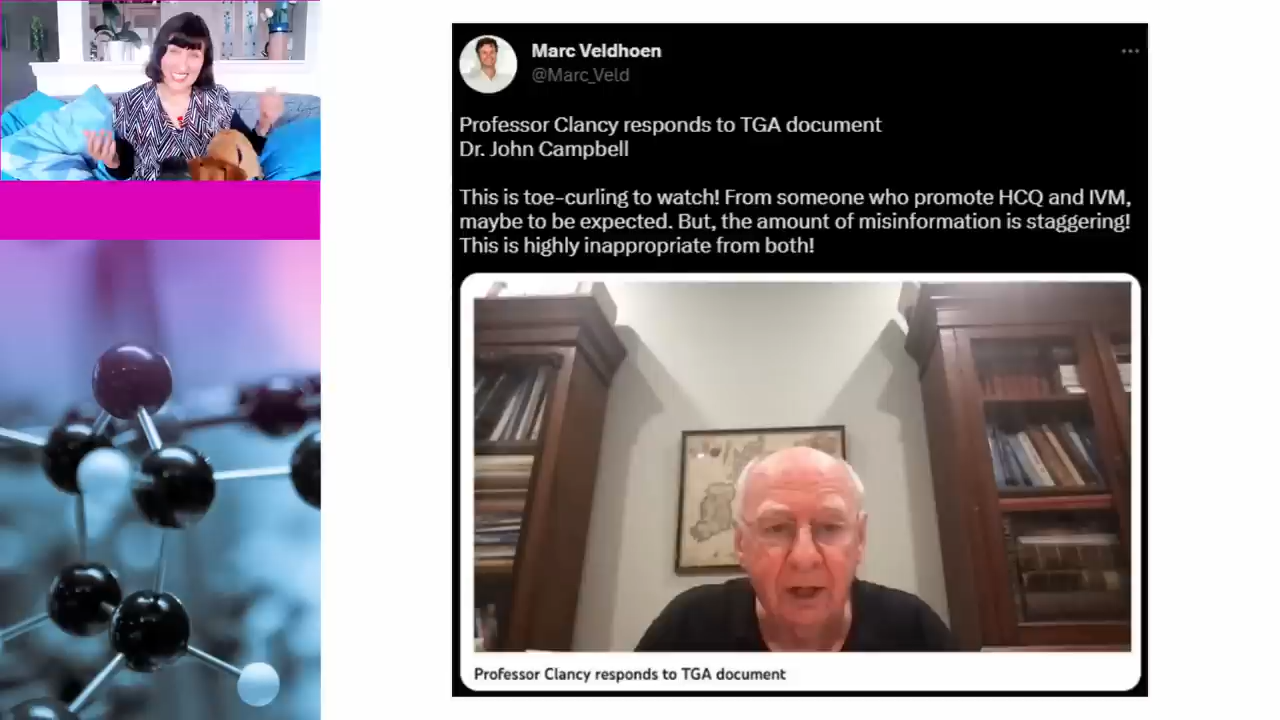 Marc Veldhoen
@Marc_Veld
Professor Clancy responds to TGA document
Dr. John Campbell
This is toe-curling to watch! From someone who promote HCQ and IVM,
maybe to be expected. But, the amount of misinformation is staggering!
This is highly inappropriate from both!
Professor Clancy responds to TGA document